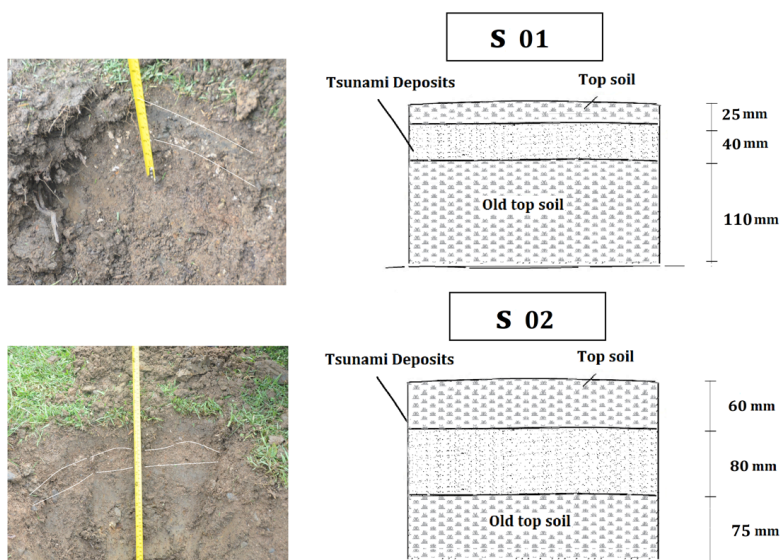 S 01
Tsunami Deposits
Top soil
25 mm
40 mm
Old top soil
110 mm
S 02
Tsunami Deposits
Top soil
60 mm
80 mm
Old top soil
75 mm